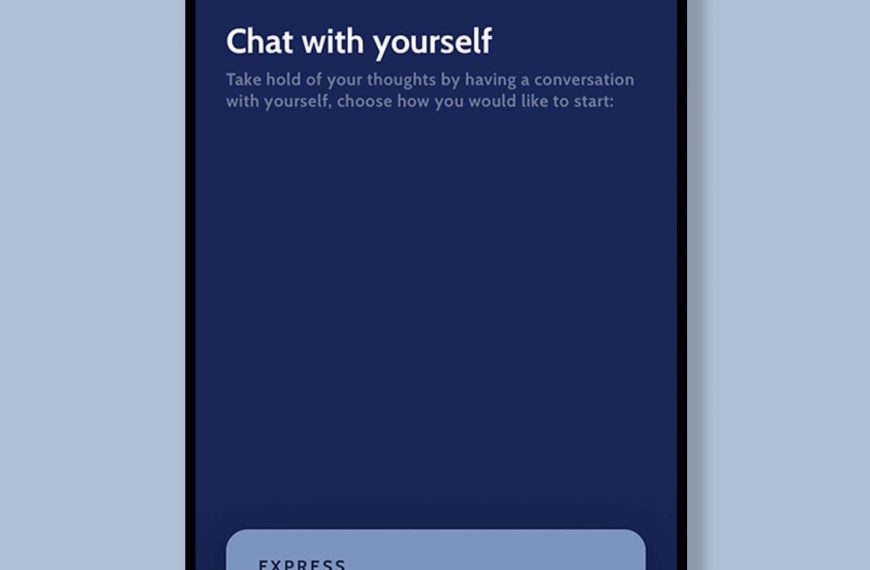 Chat with yourself
Take hold of your thoughts by having a conversation
with yourself, choose how you would like to start:
EXPRESS